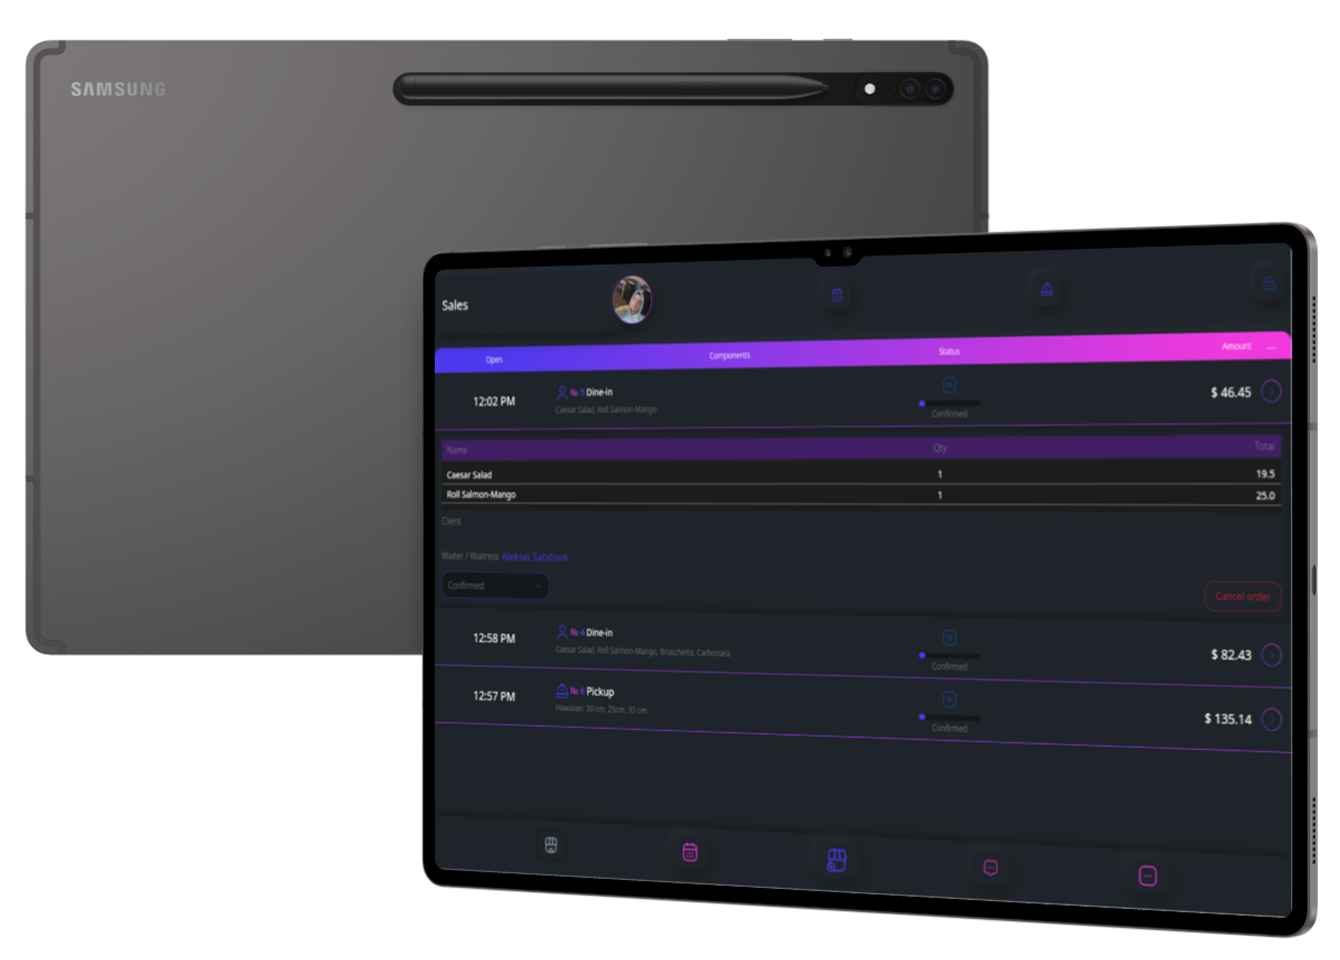 SAMSUNG
Sales
Open Components Status Amount ...
12:02 PM № 5 Dine-in $ 46.45
Caesar Salad, Roll Salmon-Mango. Confirmed
Name Qty Total
Caesar Salad 1 19.5
Roll Salmon-Mango 1 25.0
Client
Waiter / Waitress Aleksei SabitovA
Confirmed
Cancel order
12:58 PM № 4 Dine-in $ 82.43
Caesar Salad, Roll Salmon-Mango, Bruschetta, Carbonara. Confirmed
12:57 PM № 6 Pickup $ 135.14
Hawaiian, 30 cm, 25cm, 35 cm. Confirmed